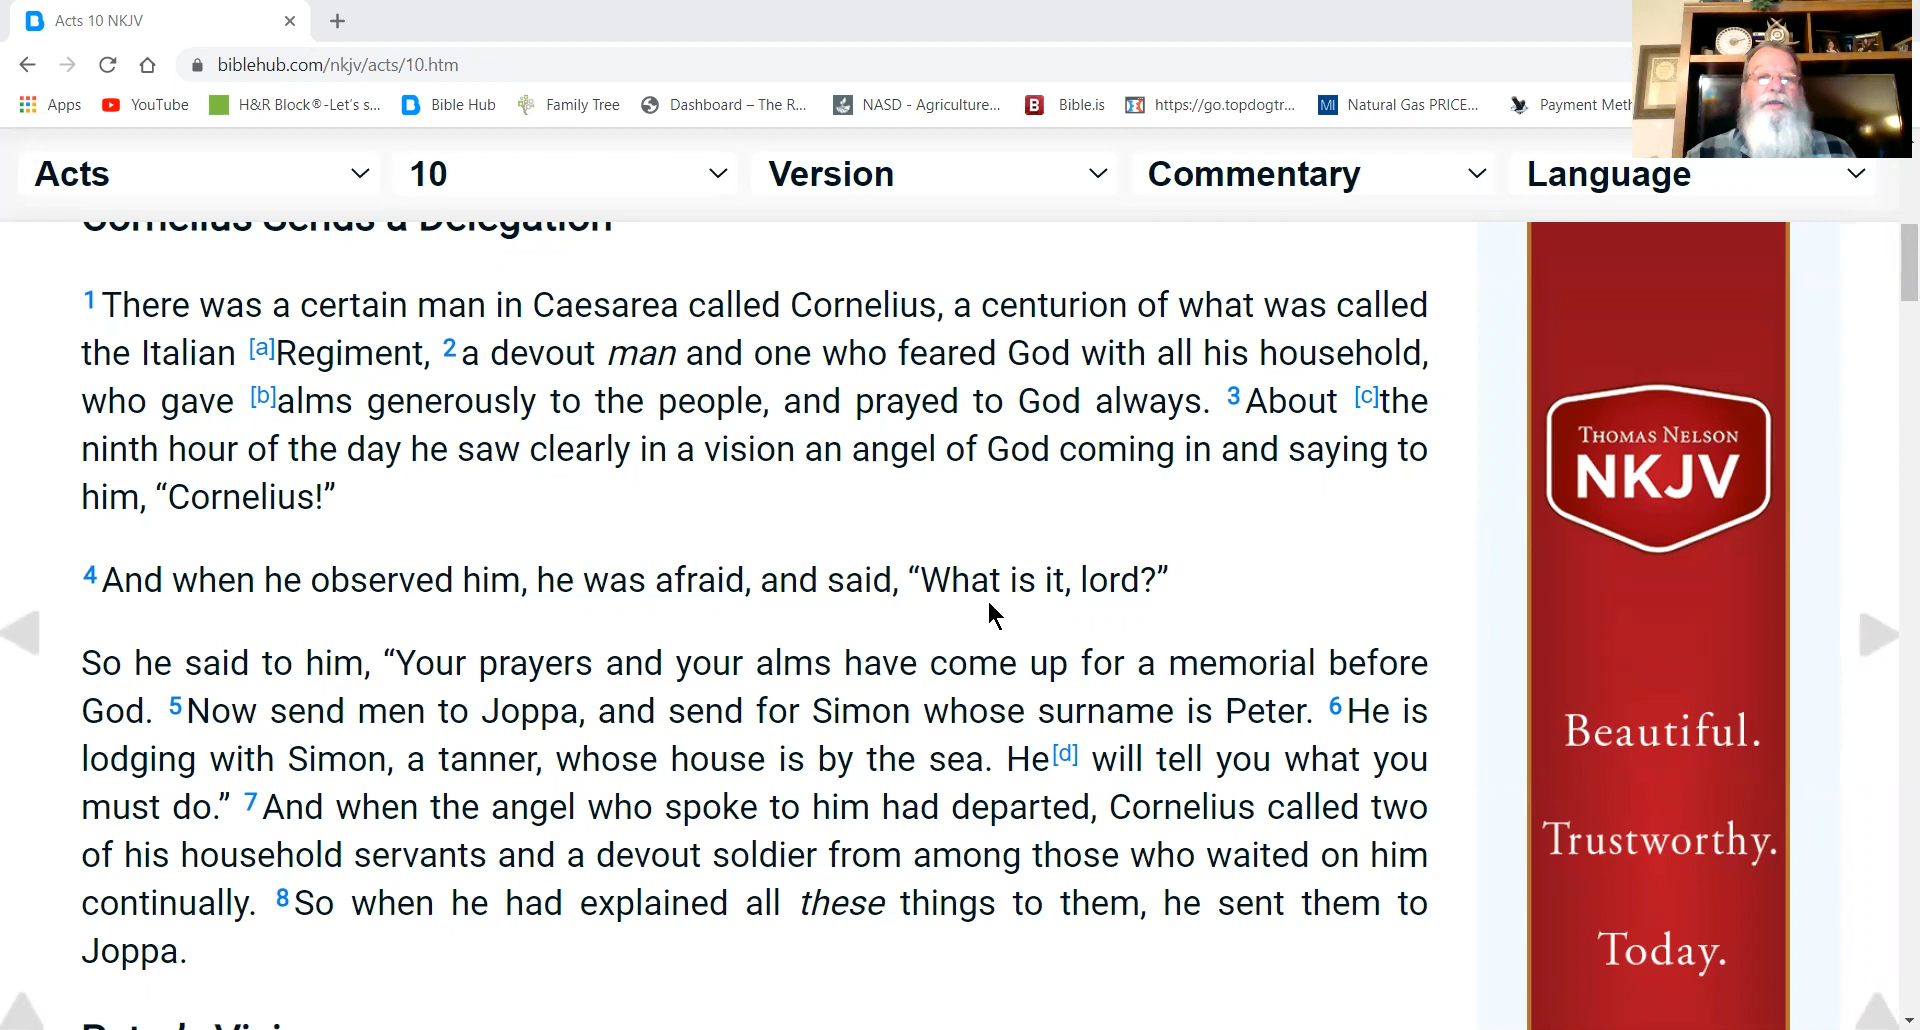 Acts 10 NKJV
biblehub.com/nkjv/acts/10.htm
Apps YouTube H&R Block®-Let's s... Bible Hub Family Tree Dashboard – The R... NASD - Agriculture... Bible.is https://go.topdogtr... Natural Gas PRICE... Payment Meth
Acts 10 Version Commentary Language
Cornelius Sends a Delegation
1 There was a certain man in Caesarea called Cornelius, a centurion of what was called
the Italian [a]Regiment, 2 a devout man and one who feared God with all his household,
who gave [b]alms generously to the people, and prayed to God always. 3 About [c]the
ninth hour of the day he saw clearly in a vision an angel of God coming in and saying to
him, “Cornelius!”
4 And when he observed him, he was afraid, and said, “What is it, lord?”
So he said to him, “Your prayers and your alms have come up for a memorial before
God. 5 Now send men to Joppa, and send for Simon whose surname is Peter. 6 He is
lodging with Simon, a tanner, whose house is by the sea. He[d] will tell you what you
must do.” 7 And when the angel who spoke to him had departed, Cornelius called two
of his household servants and a devout soldier from among those who waited on him
continually. 8 So when he had explained all these things to them, he sent them to
Joppa.
THOMAS NELSON
NKJV
Beautiful.
Trustworthy.
Today.